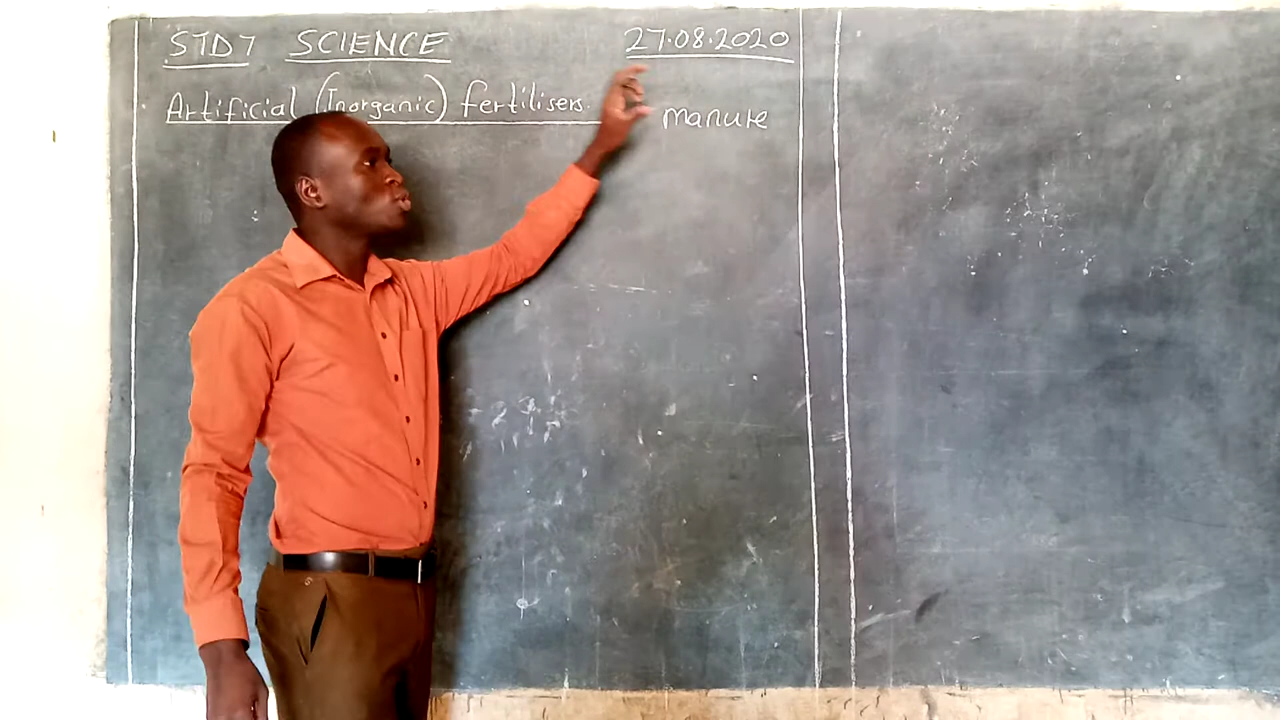 STD7 SCIENCE 27.08.2020
Artificial (Inorganic) fertilisers. manure